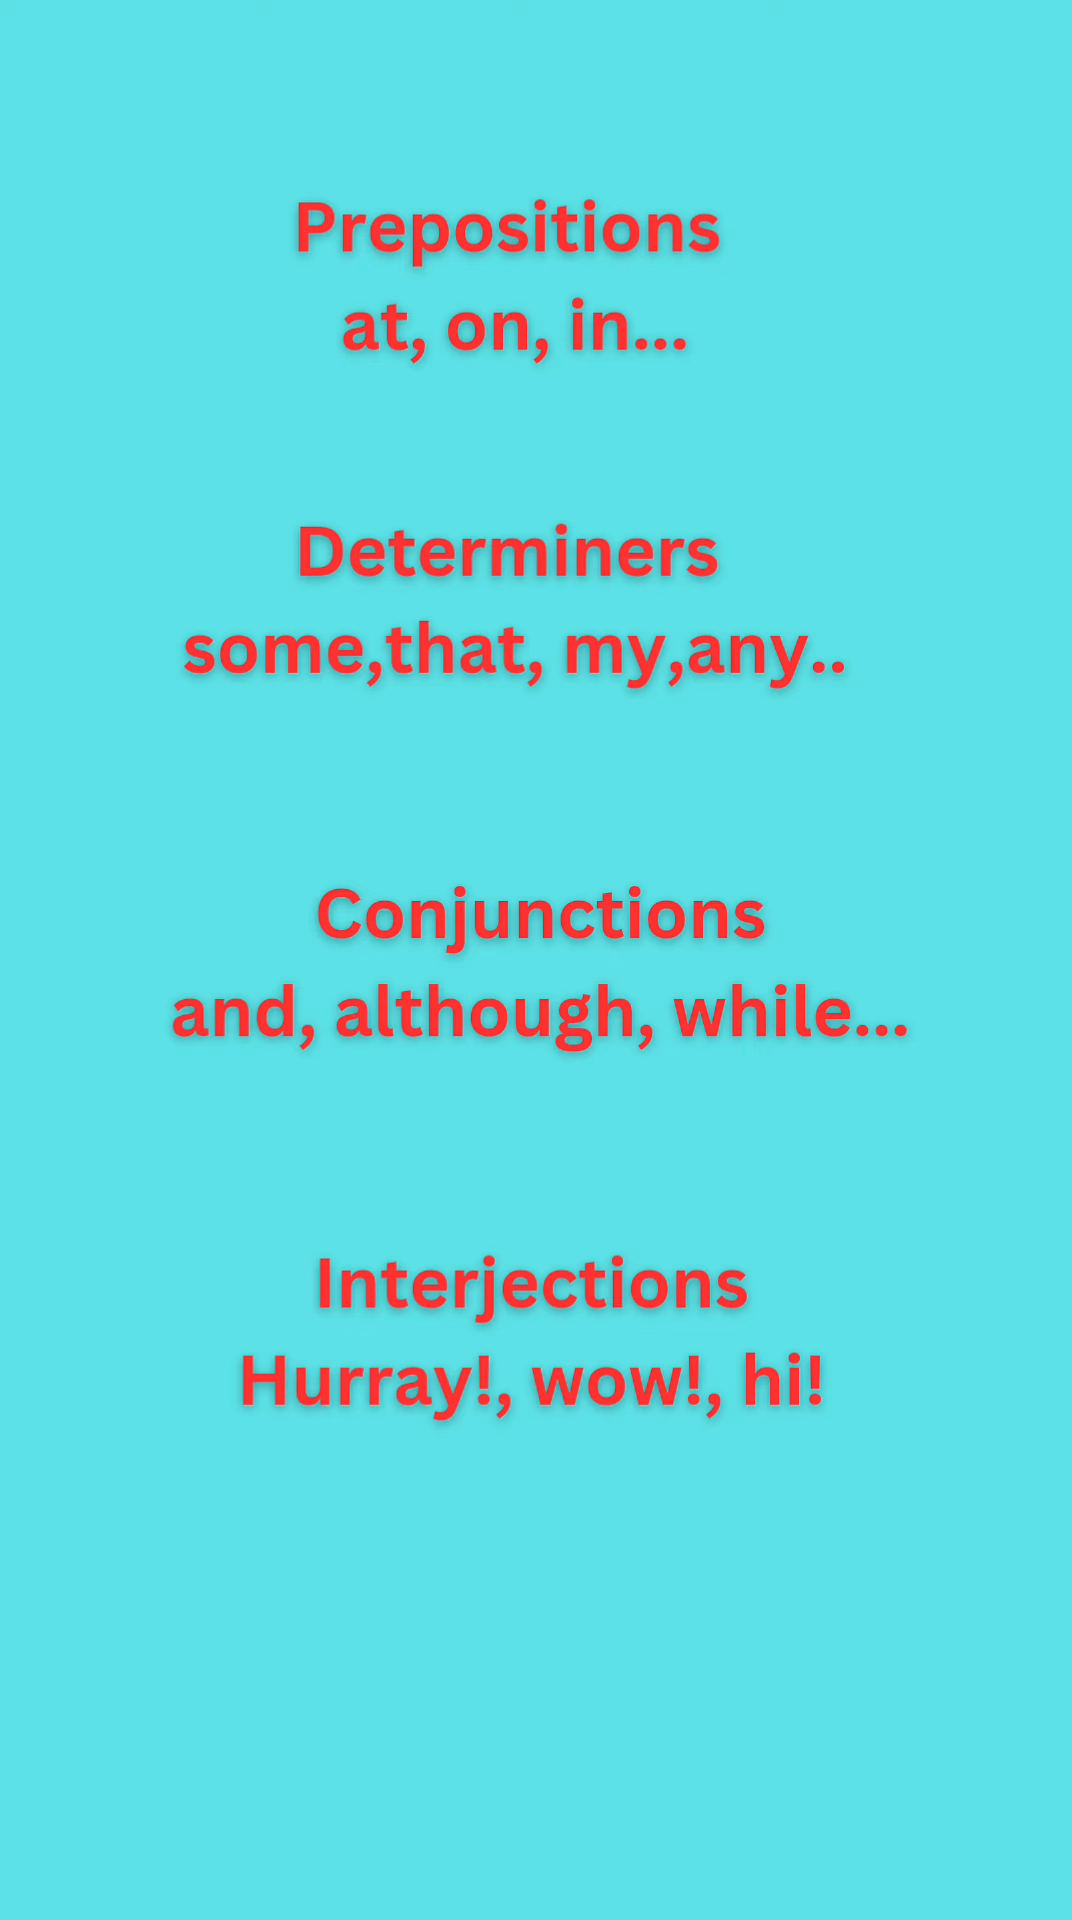 Prepositions
at, on, in...
Determiners
some,that, my,any..
Conjunctions
and, although, while...
Interjections
Hurray!, wow!, hi!